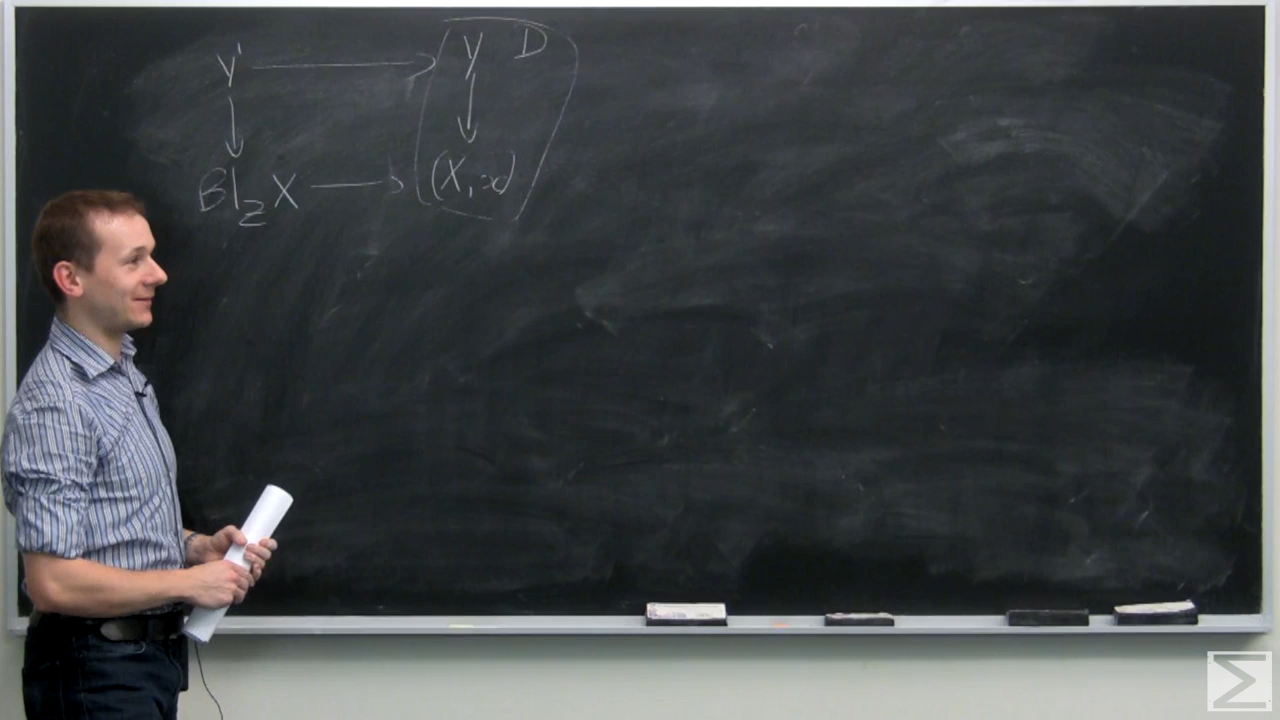 Y' → Y D
↓ ↓
Bl_Z X → (X, x)
Σ